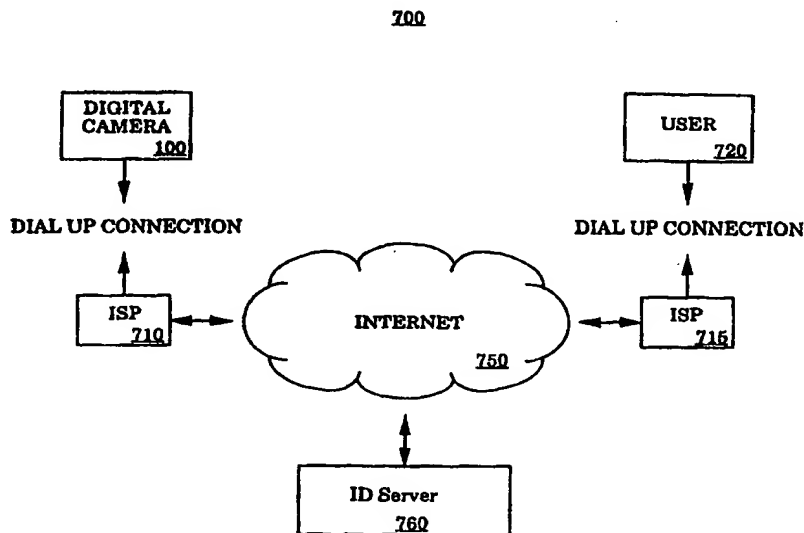 700
DIGITAL
CAMERA
100
USER
720
DIAL UP CONNECTION
DIAL UP CONNECTION
ISP
710
INTERNET
750
ISP
715
ID Server
760